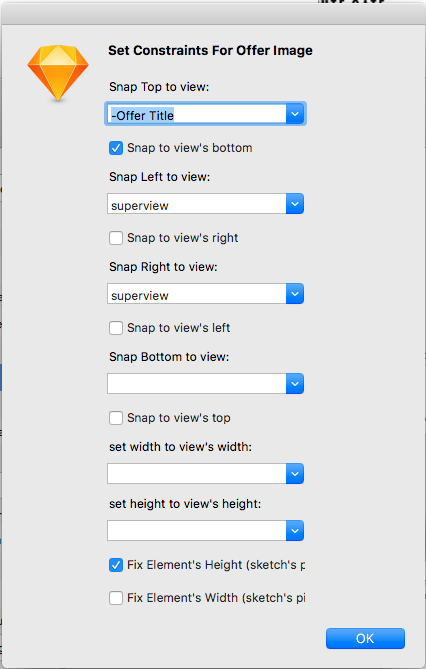 Set Constraints For Offer Image
Snap Top to view:
-Offer Title
Snap to view's bottom
Snap Left to view:
superview
Snap to view's right
Snap Right to view:
superview
Snap to view's left
Snap Bottom to view:
Snap to view's top
set width to view's width:
set height to view's height:
Fix Element's Height (sketch's p
Fix Element's Width (sketch's pi
OK